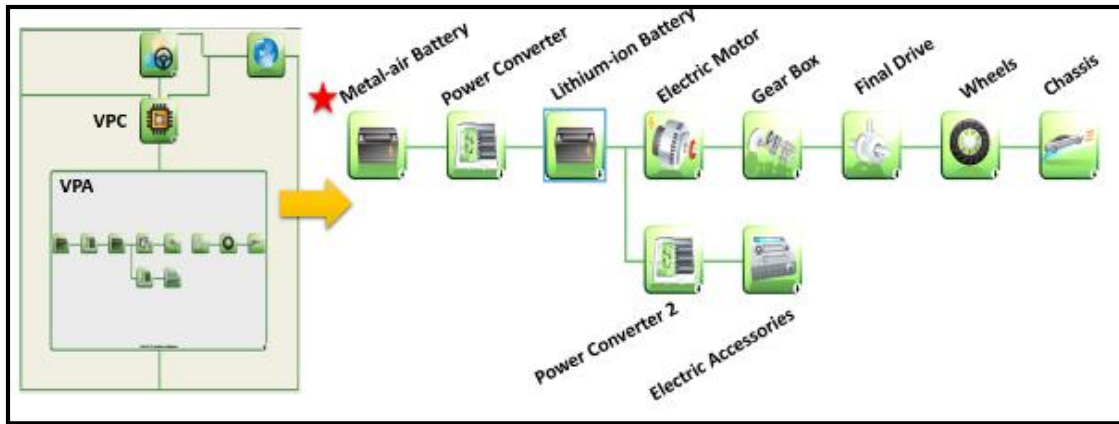 VPC
VPA
Metal-air Battery
Power Converter
Lithium-ion Battery
Electric Motor
Gear Box
Final Drive
Wheels
Chassis
Power Converter 2
Electric Accessories